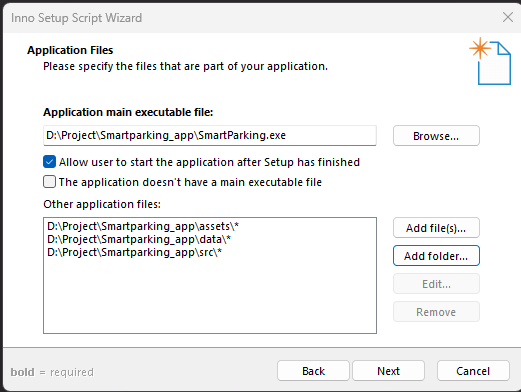 Inno Setup Script Wizard
Application Files
Please specify the files that are part of your application.
Application main executable file:
D:\Project\Smartparking_app\SmartParking.exe
Browse...
Allow user to start the application after Setup has finished
The application doesn't have a main executable file
Other application files:
D:\Project\Smartparking_app\assets\*
D:\Project\Smartparking_app\data\*
D:\Project\Smartparking_app\src\*
Add file(s)...
Add folder...
Edit...
Remove
bold = required
Back
Next
Cancel